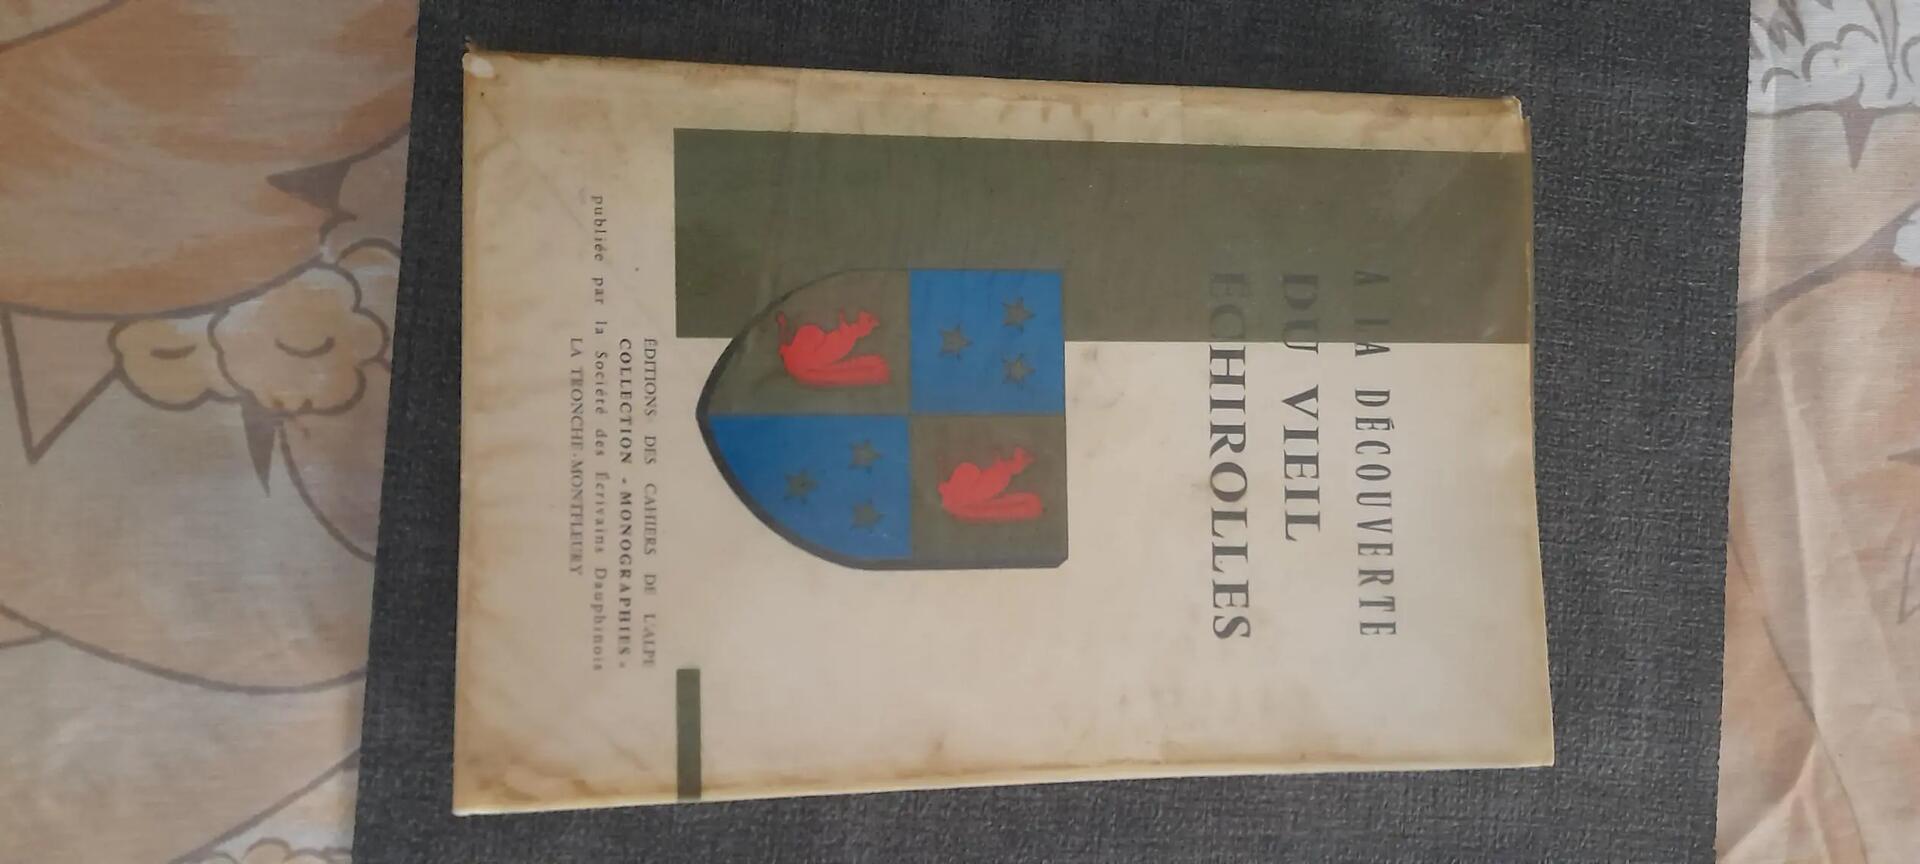 A LA DÉCOUVERTE
DU VIEIL
ECHIROLLES
ÉDITIONS DES CAHIERS DE L'ALPE
COLLECTION « MONOGRAPHIES »
publiée par la Société des Écrivains Dauphinois
LA TRONCHE-MONTFLEURY